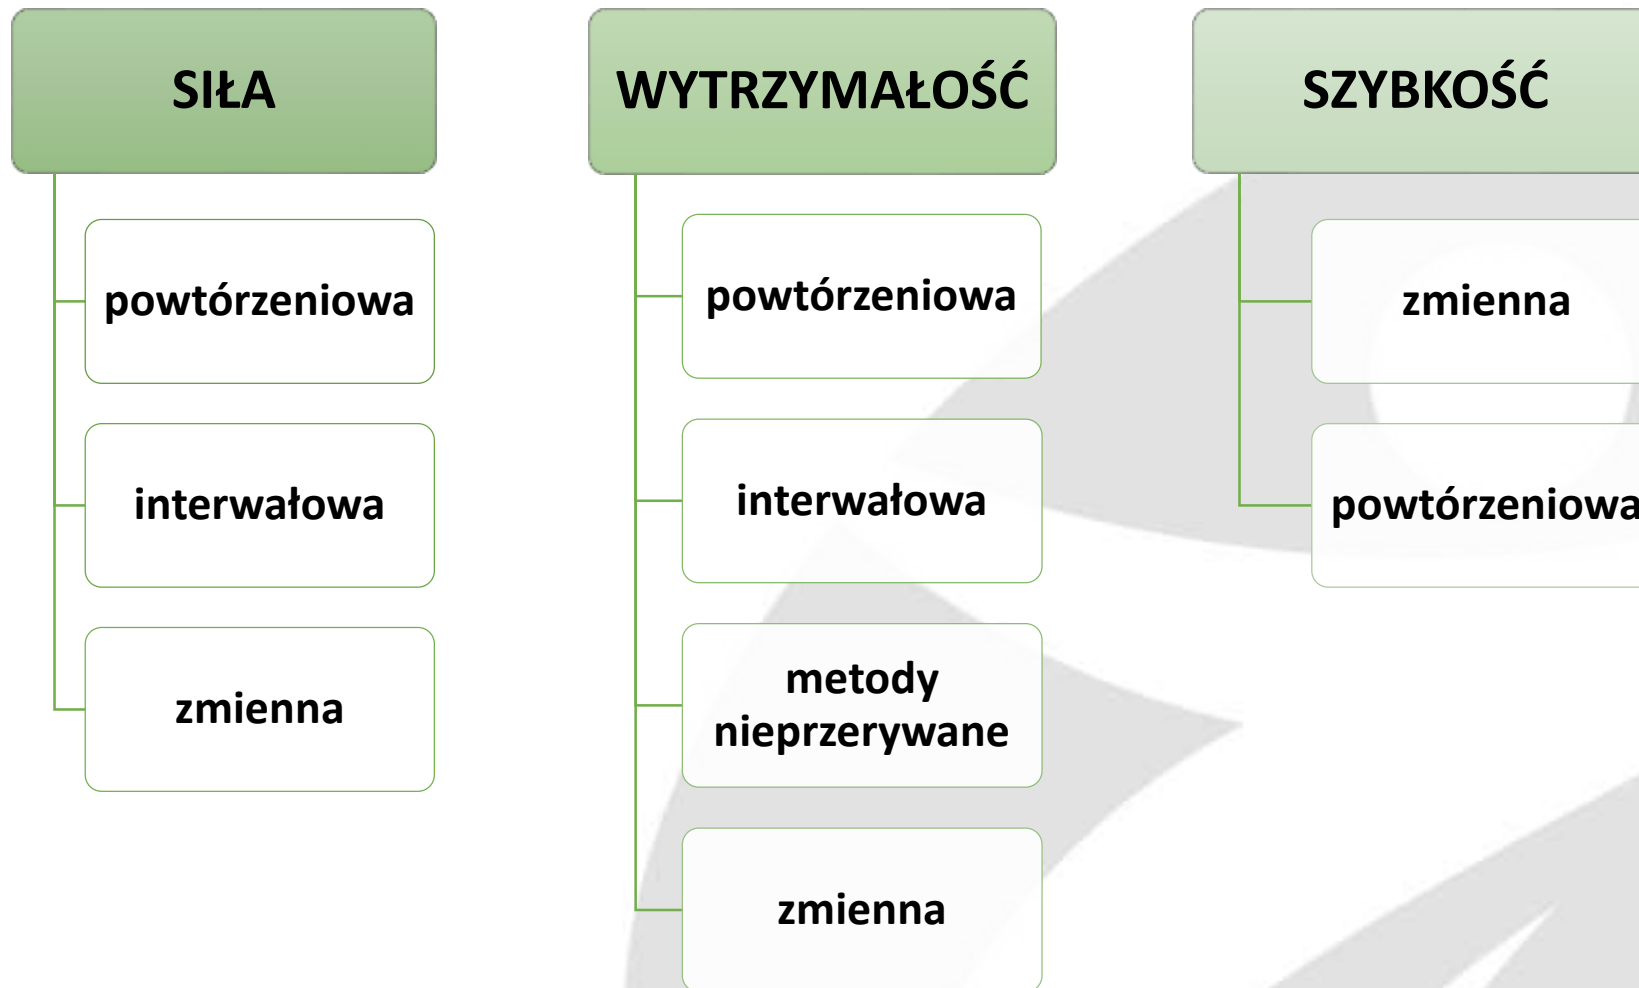 SIŁA
powtórzeniowa
interwałowa
zmienna
WYTRZYMAŁOŚĆ
powtórzeniowa
interwałowa
metody
nieprzerywane
zmienna
SZYBKOŚĆ
zmienna
powtórzeniowa